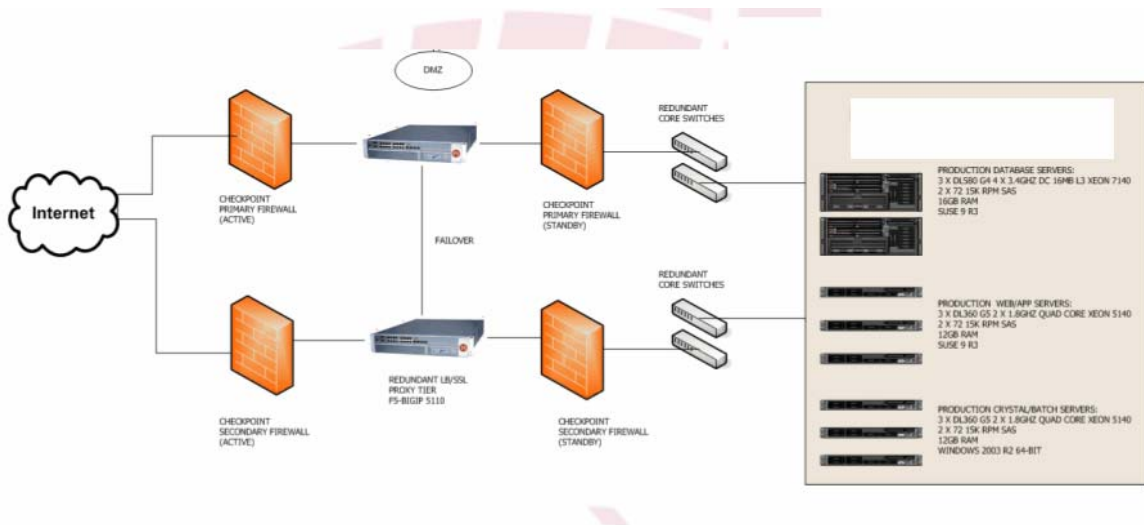 DMZ
Internet
CHECKPOINT
PRIMARY FIREWALL
(ACTIVE)
FAILOVER
CHECKPOINT
PRIMARY FIREWALL
(STANDBY)
REDUNDANT
CORE SWITCHES
CHECKPOINT
SECONDARY FIREWALL
(ACTIVE)
REDUNDANT LB/SSL
PROXY TIER
F5-BIGIP 5110
CHECKPOINT
SECONDARY FIREWALL
(STANDBY)
REDUNDANT
CORE SWITCHES
PRODUCTION DATABASE SERVERS:
3 X DL580 G4 4 X 3.4GHZ DC 16MB L3 XEON 7140
2 X 72 15K RPM SAS
16GB RAM
SUSE 9 R3
PRODUCTION WEB/APP SERVERS:
3 X DL360 G5 2 X 1.8GHZ QUAD CORE XEON 5140
2 X 72 15K RPM SAS
12GB RAM
SUSE 9 R3
PRODUCTION CRYSTAL/BATCH SERVERS:
3 X DL360 G5 2 X 1.8GHZ QUAD CORE XEON 5140
2 X 72 15K RPM SAS
12GB RAM
WINDOWS 2003 R2 64-BIT